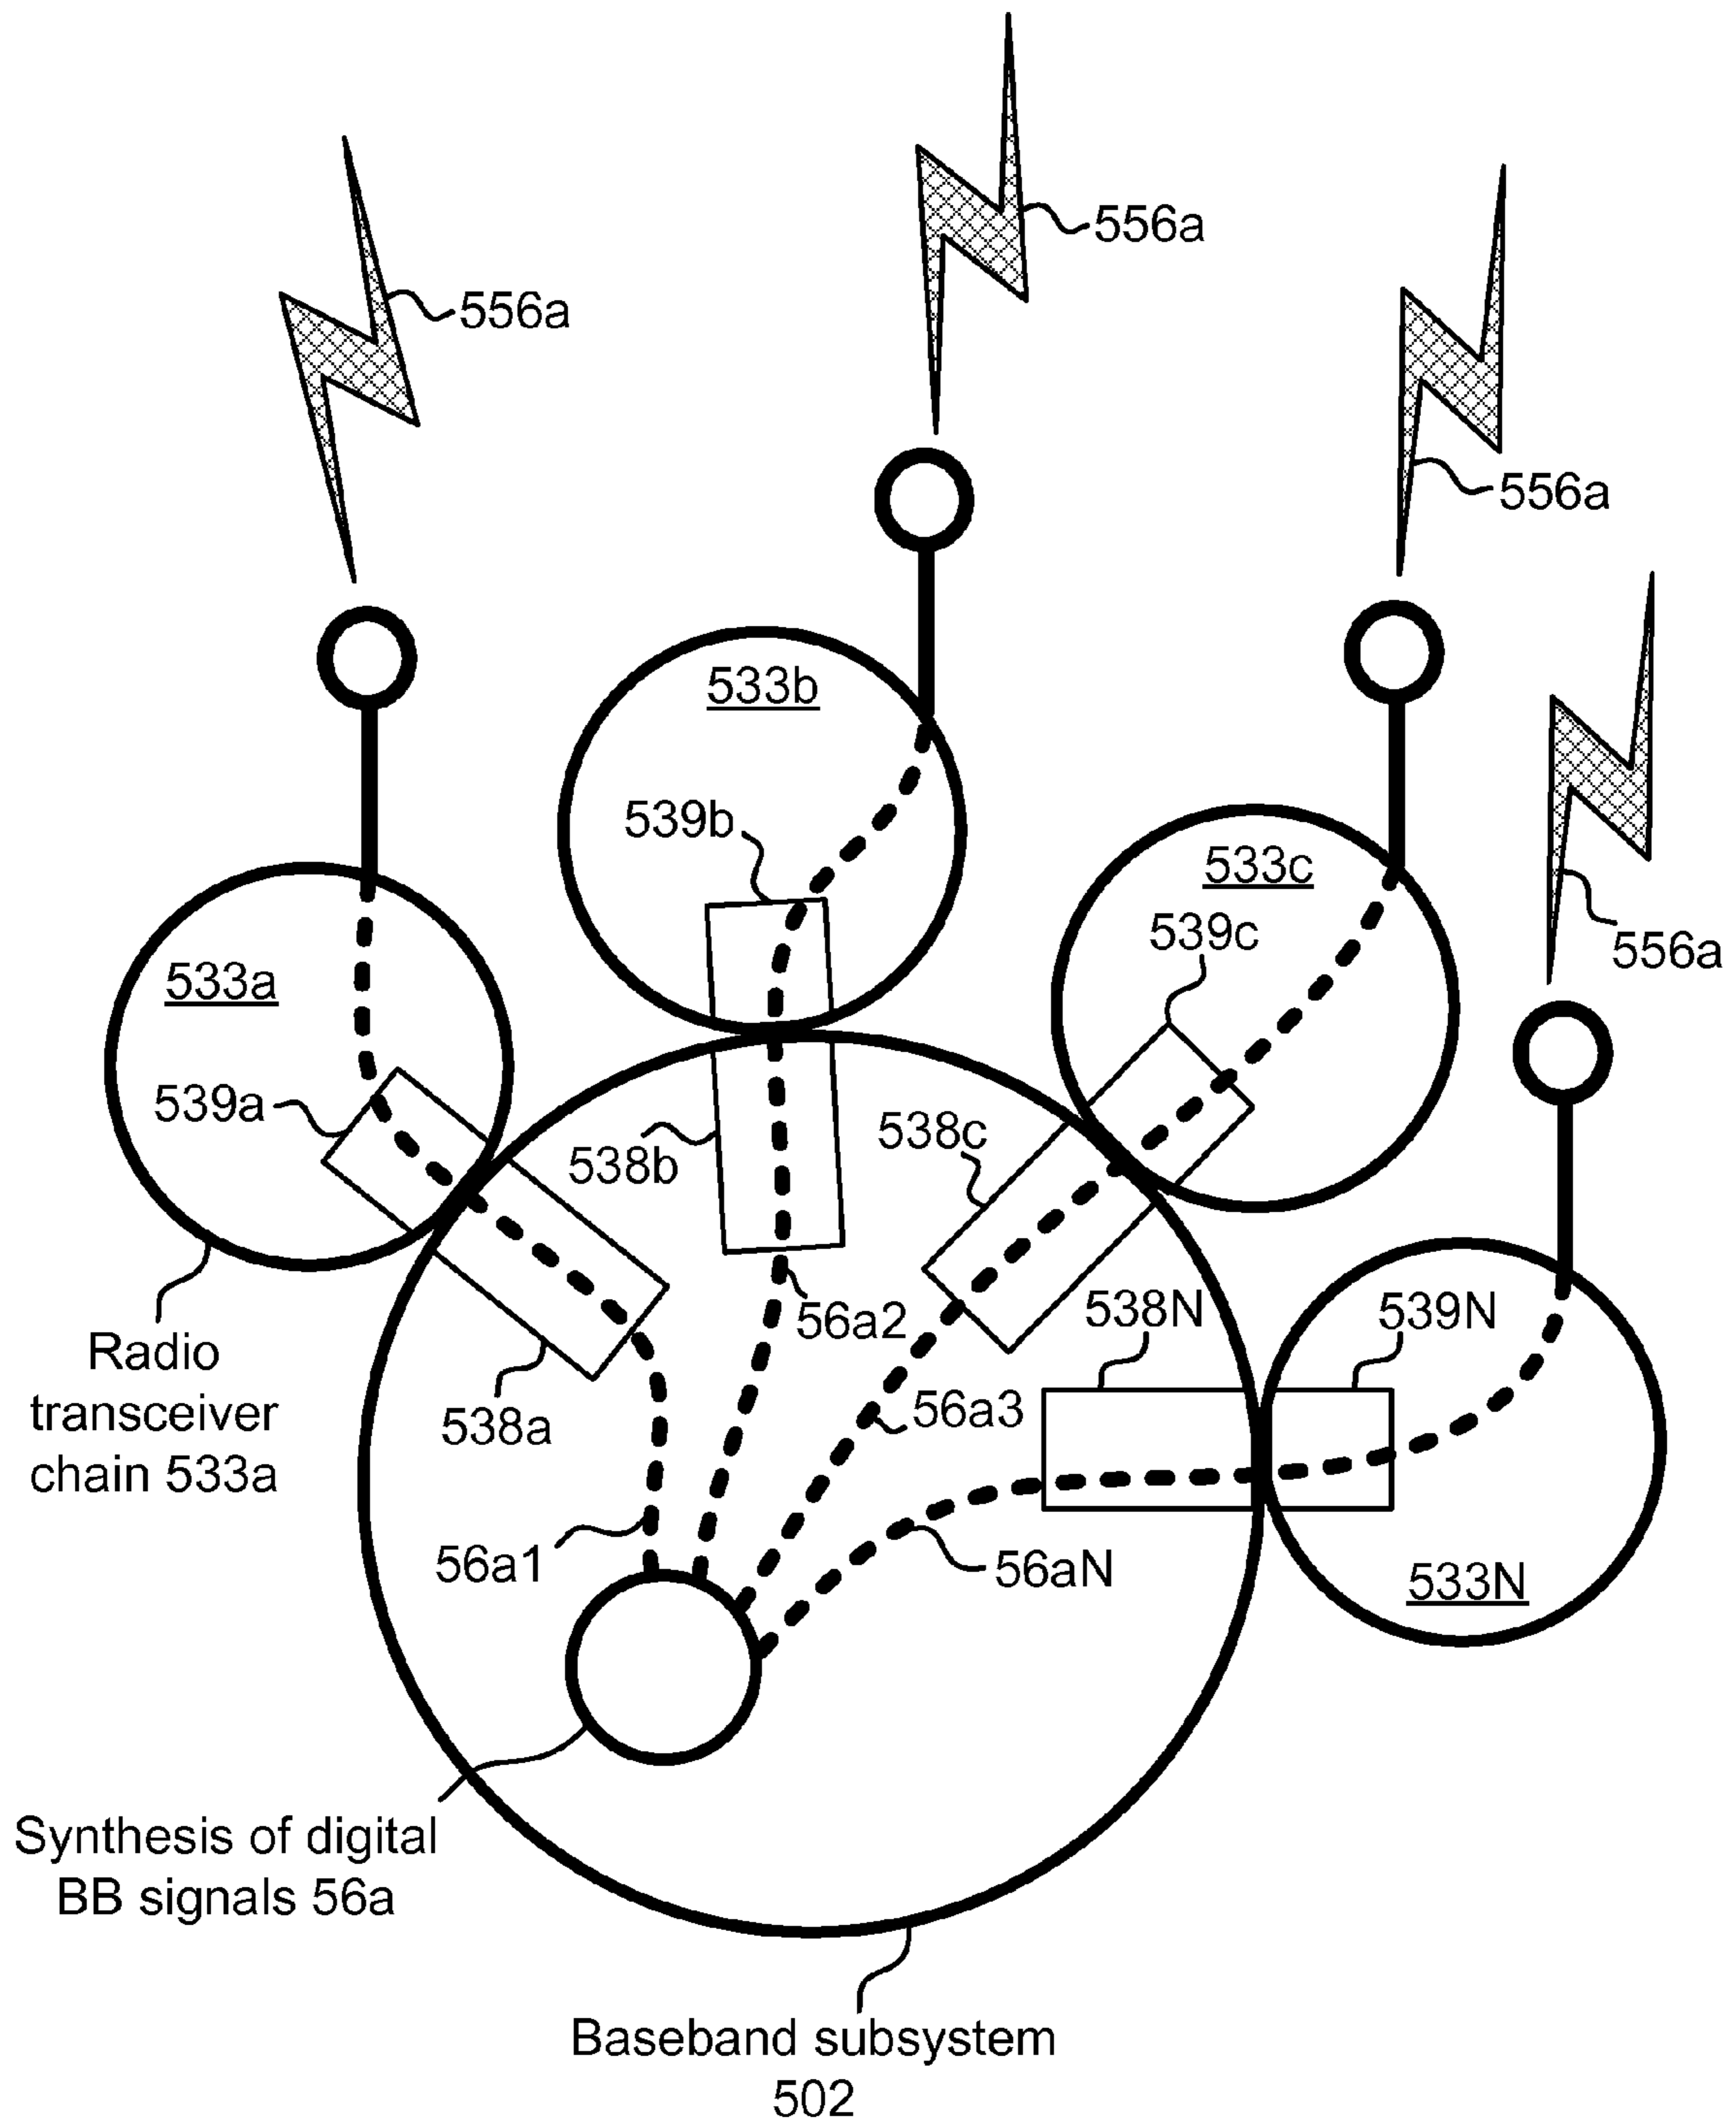 556a
556a
556a
533b
539b
533c
539c
556a
533a
539a
538c
538b
538N
539N
56a2
Radio
transceiver
chain 533a
56a3
538a
56a1
56aN
533N
Synthesis of digital
BB signals 56a
Baseband subsystem
502